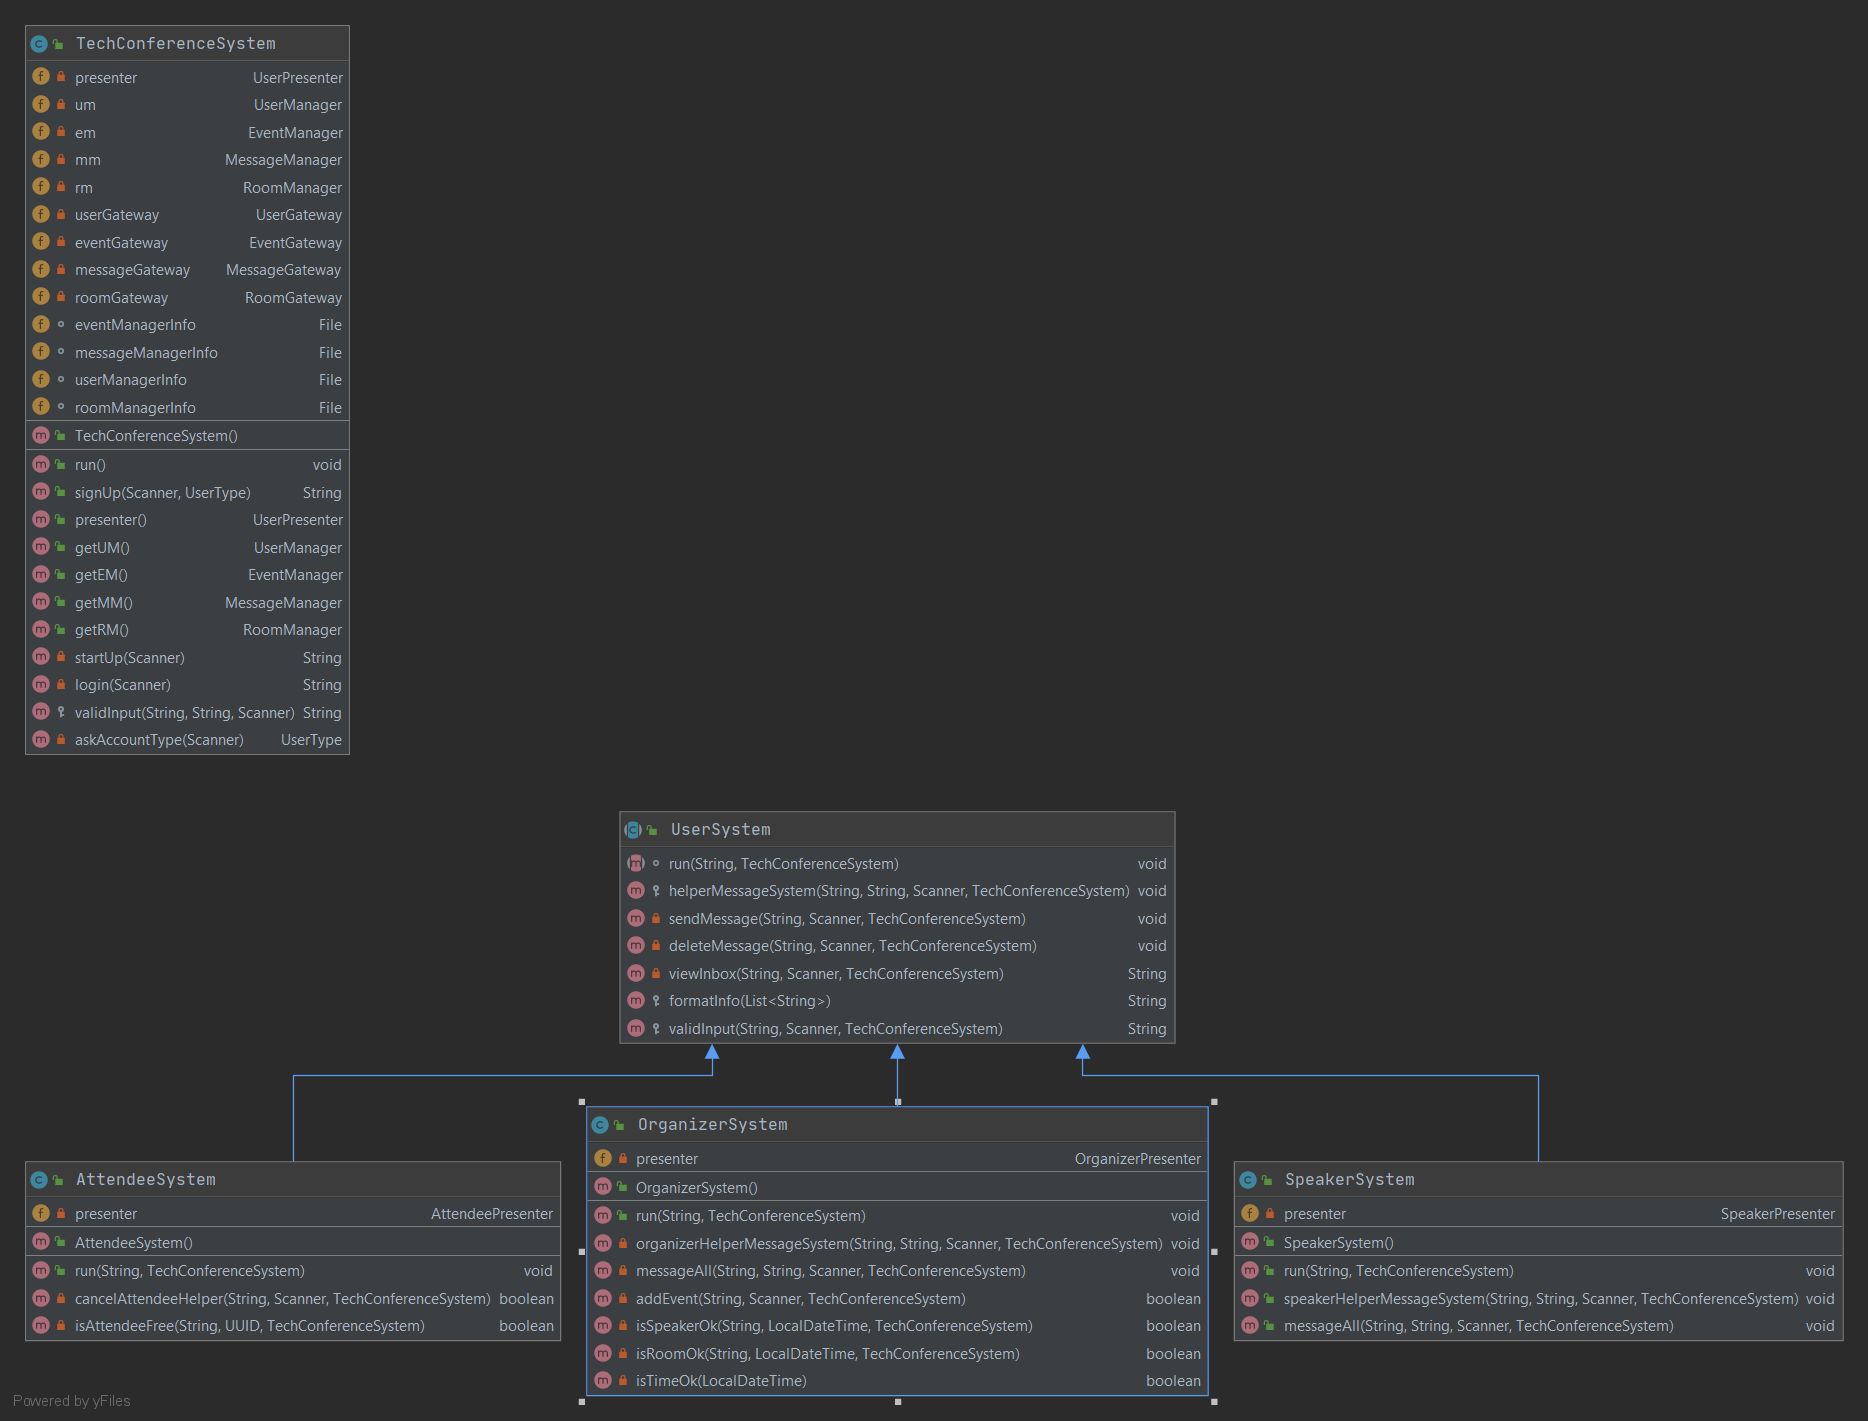 TechConferenceSystem
presenter UserPresenter
um UserManager
em EventManager
mm MessageManager
rm RoomManager
userGateway UserGateway
eventGateway EventGateway
messageGateway MessageGateway
roomGateway RoomGateway
eventManagerInfo File
messageManagerInfo File
userManagerInfo File
roomManagerInfo File
TechConferenceSystem()
run() void
signUp(Scanner, UserType) String
presenter() UserPresenter
getUM() UserManager
getEM() EventManager
getMM() MessageManager
getRM() RoomManager
startUp(Scanner) String
login(Scanner) String
validInput(String, String, Scanner) String
askAccountType(Scanner) UserType
UserSystem
run(String, TechConferenceSystem) void
helperMessageSystem(String, String, Scanner, TechConferenceSystem) void
sendMessage(String, Scanner, TechConferenceSystem) void
deleteMessage(String, Scanner, TechConferenceSystem) void
viewInbox(String, Scanner, TechConferenceSystem) String
formatInfo(List<String>) String
validInput(String, Scanner, TechConferenceSystem) String
AttendeeSystem
presenter AttendeePresenter
AttendeeSystem()
run(String, TechConferenceSystem) void
cancelAttendeeHelper(String, Scanner, TechConferenceSystem) boolean
isAttendeeFree(String, UUID, TechConferenceSystem) boolean
OrganizerSystem
presenter OrganizerPresenter
OrganizerSystem()
run(String, TechConferenceSystem) void
organizerHelperMessageSystem(String, String, Scanner, TechConferenceSystem) void
messageAll(String, String, Scanner, TechConferenceSystem) void
addEvent(String, Scanner, TechConferenceSystem) boolean
isSpeakerOk(String, LocalDateTime, TechConferenceSystem) boolean
isRoomOk(String, LocalDateTime, TechConferenceSystem) boolean
isTimeOk(LocalDateTime) boolean
SpeakerSystem
presenter SpeakerPresenter
SpeakerSystem()
run(String, TechConferenceSystem) void
speakerHelperMessageSystem(String, String, Scanner, TechConferenceSystem) void
messageAll(String, String, Scanner, TechConferenceSystem) void
Powered by yFiles